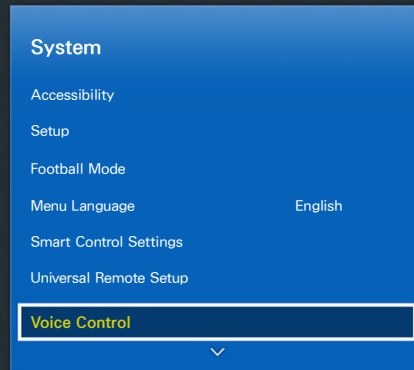 System
Accessibility
Setup
Football Mode
Menu Language English
Smart Control Settings
Universal Remote Setup
Voice Control